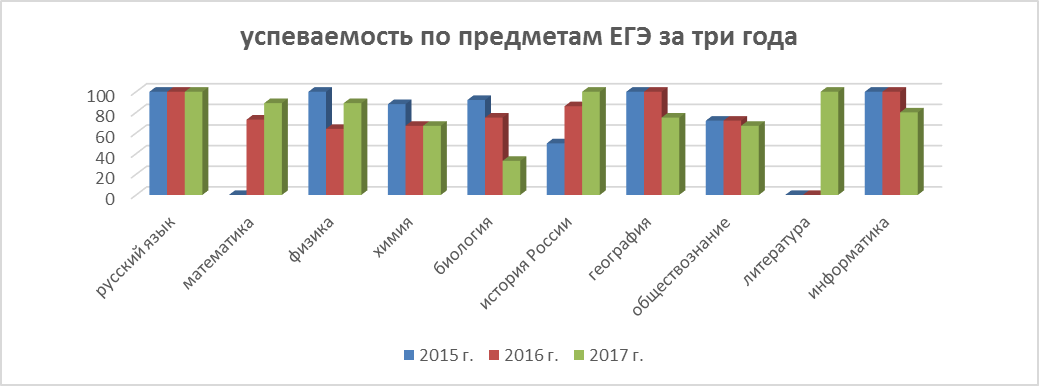 успеваемость по предметам ЕГЭ за три года
100
80
60
40
20
0
русский язык
математика
физика
химия
биология
история России
география
обществознание
литература
информатика
2015 г.
2016 г.
2017 г.